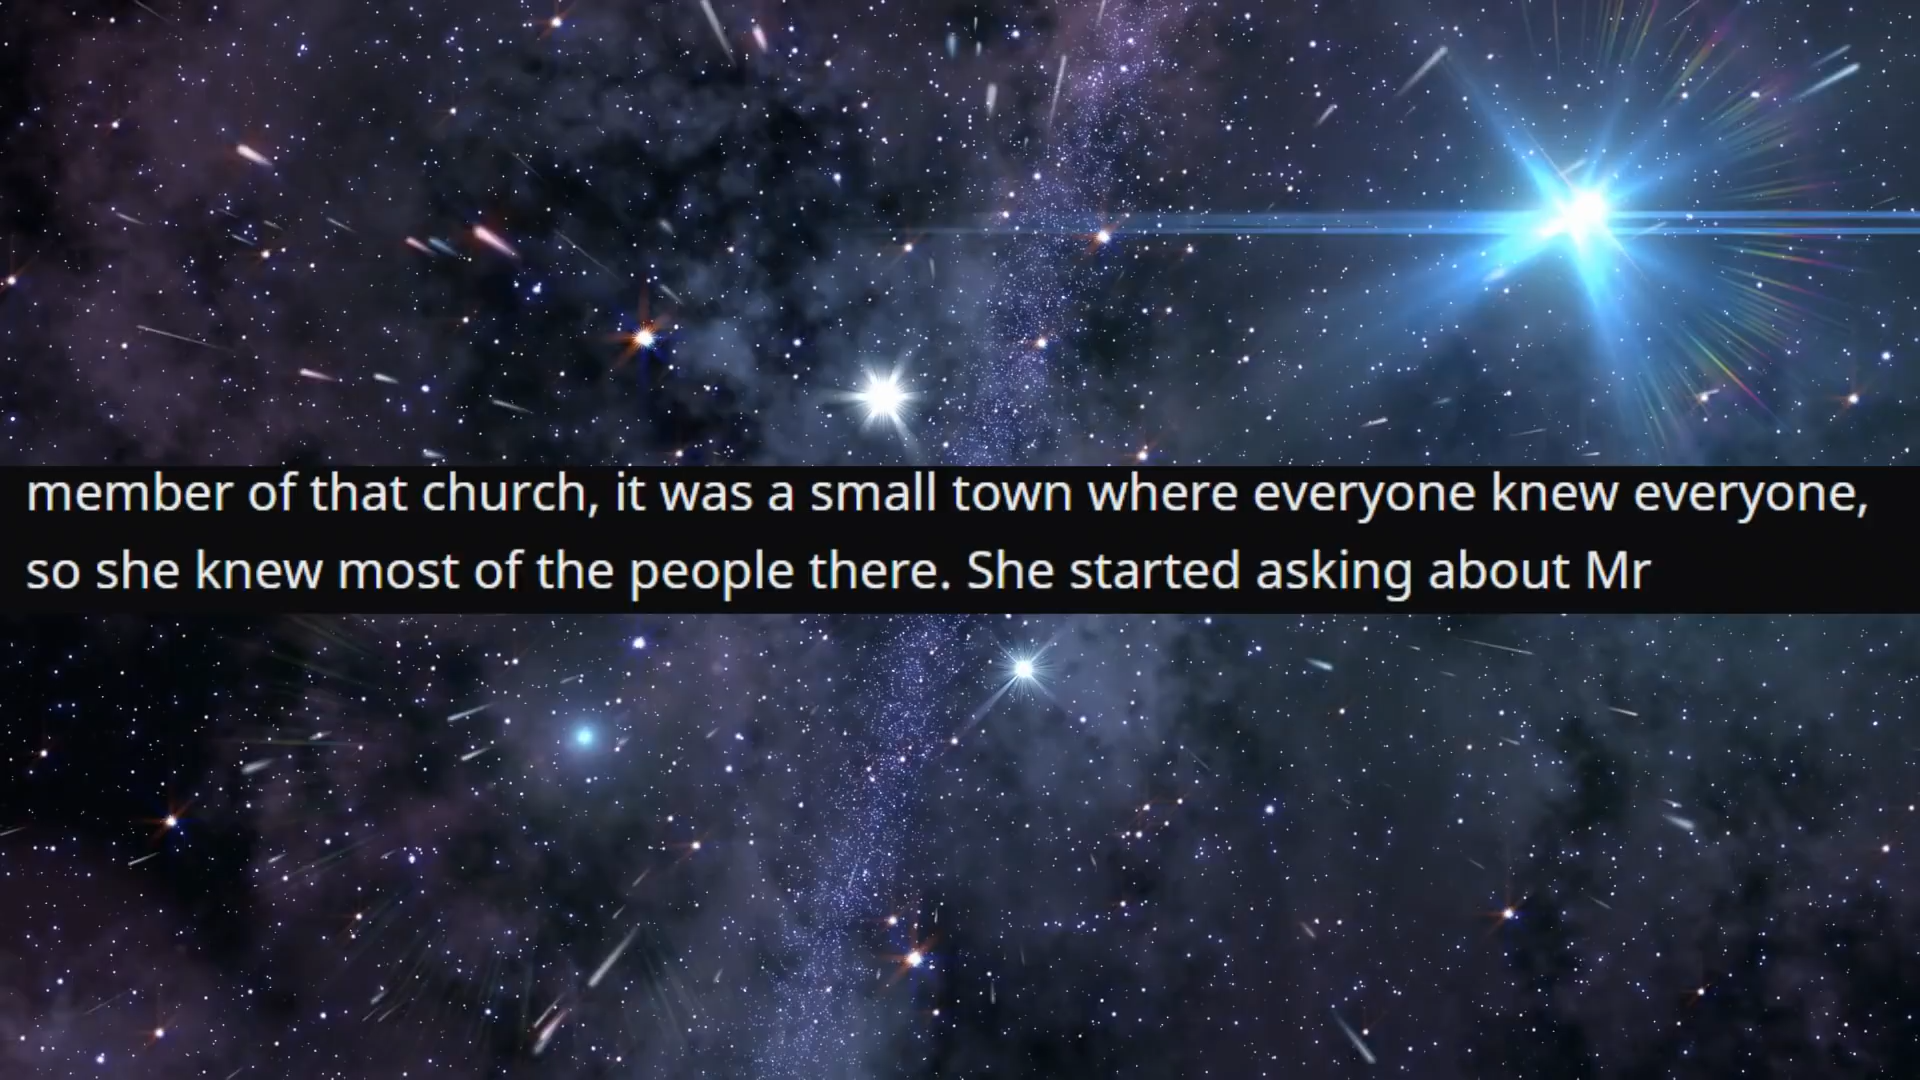 member of that church, it was a small town where everyone knew everyone,
so she knew most of the people there. She started asking about Mr